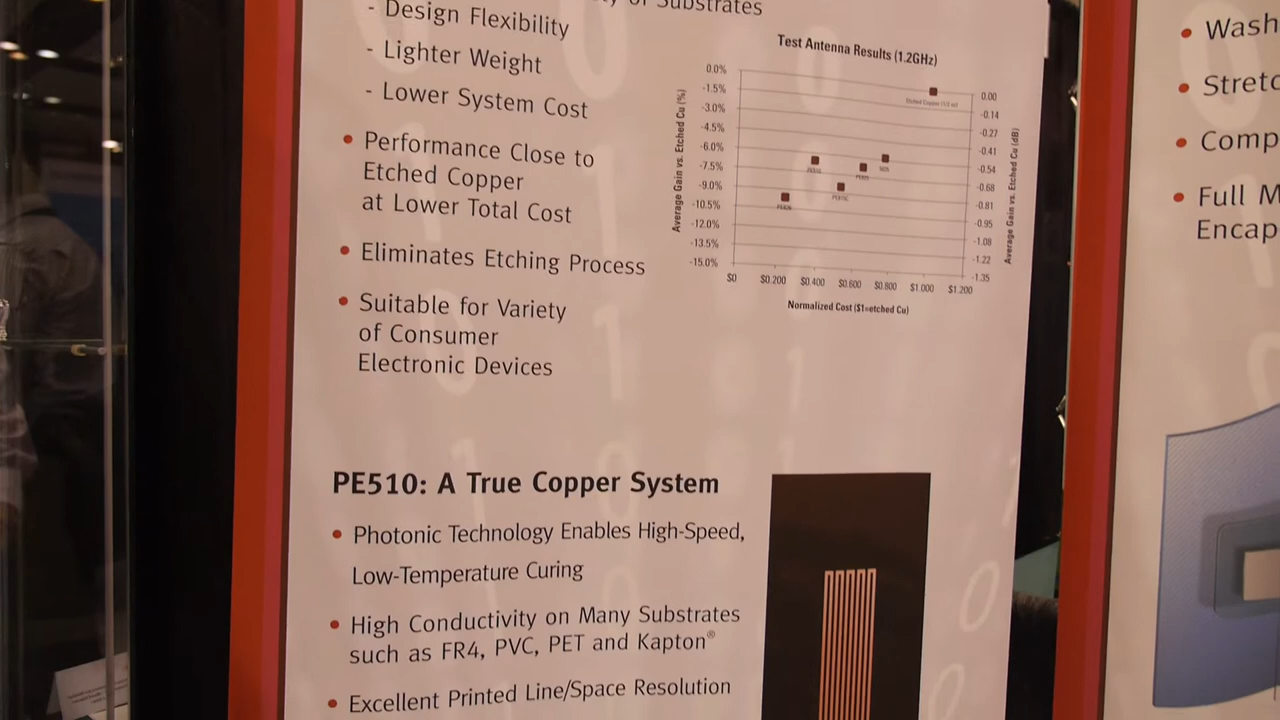 of Substrates
- Design Flexibility
- Lighter Weight
- Lower System Cost
• Performance Close to
Etched Copper
at Lower Total Cost
• Eliminates Etching Process
• Suitable for Variety
of Consumer
Electronic Devices
Test Antenna Results (1.2GHz)
Average Gain vs. Etched Cu (%)
0.0%
-1.5%
-3.0%
-4.5%
-6.0%
-7.5%
-9.0%
-10.5%
-12.0%
-13.5%
-15.0%
$0 $0.200 $0.400 $0.600 $0.800 $1.000 $1.200
Normalized Cost ($1=etched Cu)
0.00
-0.14
-0.27
-0.41
-0.54
-0.68
-0.81
-0.95
-1.08
-1.22
-1.35
Average Gain vs. Etched Cu (dB)
Etched Copper
PE510: A True Copper System
• Photonic Technology Enables High-Speed,
Low-Temperature Curing
• High Conductivity on Many Substrates
such as FR4, PVC, PET and Kapton®
• Excellent Printed Line/Space Resolution
• Wash
• Stretc
• Comp
• Full M
Encap